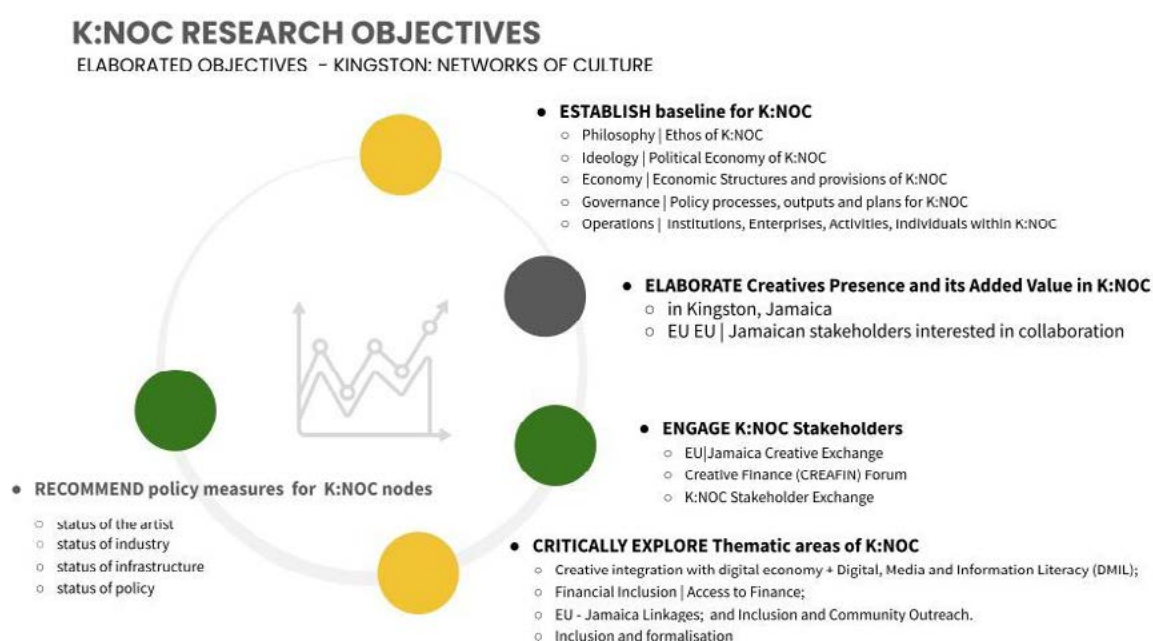 K:NOC RESEARCH OBJECTIVES
ELABORATED OBJECTIVES - KINGSTON: NETWORKS OF CULTURE
● ESTABLISH baseline for K:NOC
○ Philosophy | Ethos of K:NOC
○ Ideology | Political Economy of K:NOC
○ Economy | Economic Structures and provisions of K:NOC
○ Governance | Policy processes, outputs and plans for K:NOC
○ Operations | Institutions, Enterprises, Activities, Individuals within K:NOC
● ELABORATE Creatives Presence and its Added Value in K:NOC
○ in Kingston, Jamaica
○ EU EU | Jamaican stakeholders interested in collaboration
● ENGAGE K:NOC Stakeholders
○ EU|Jamaica Creative Exchange
○ Creative Finance (CREAFIN) Forum
○ K:NOC Stakeholder Exchange
● CRITICALLY EXPLORE Thematic areas of K:NOC
○ Creative integration with digital economy + Digital, Media and Information Literacy (DMIL);
○ Financial Inclusion | Access to Finance;
○ EU - Jamaica Linkages; and Inclusion and Community Outreach.
○ Inclusion and formalisation
● RECOMMEND policy measures for K:NOC nodes
○ status of the artist
○ status of industry
○ status of infrastructure
○ status of policy